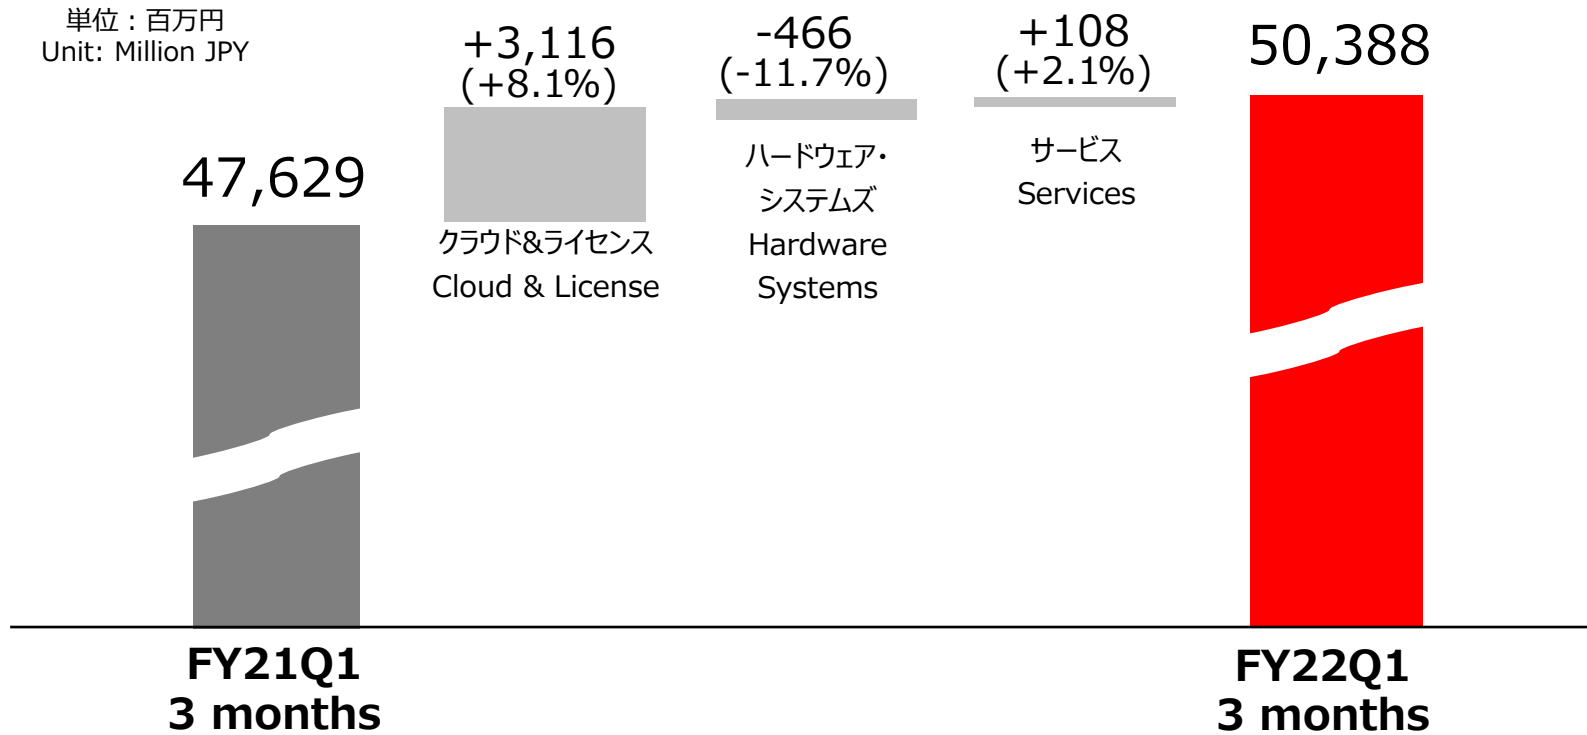 単位：百万円
Unit: Million JPY
47,629
+3,116
(+8.1%)
クラウド&ライセンス
Cloud & License
-466
(-11.7%)
ハードウェア・
システムズ
Hardware
Systems
+108
(+2.1%)
サービス
Services
50,388
FY21Q1
3 months
FY22Q1
3 months